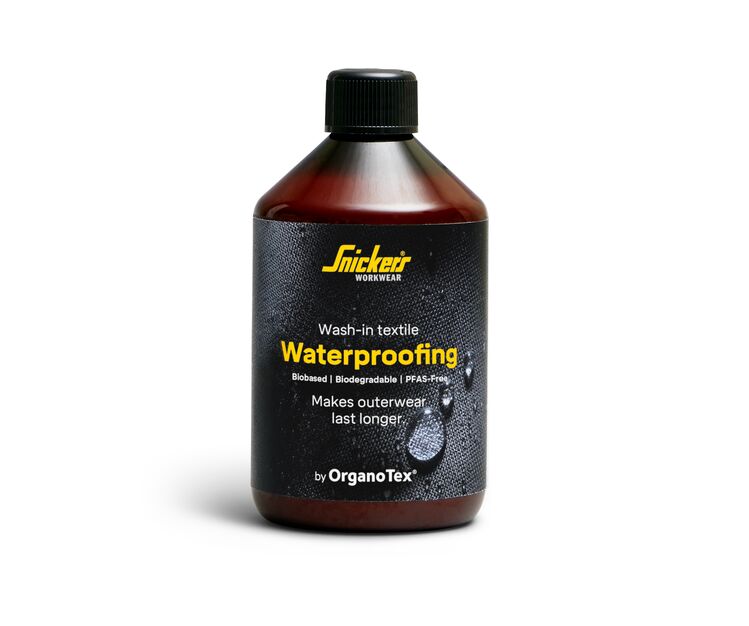 Snickers®
WORKWEAR
Wash-in textile
Waterproofing
Biobased | Biodegradable | PFAS-Free
Makes outerwear
last longer.
by OrganoTex®